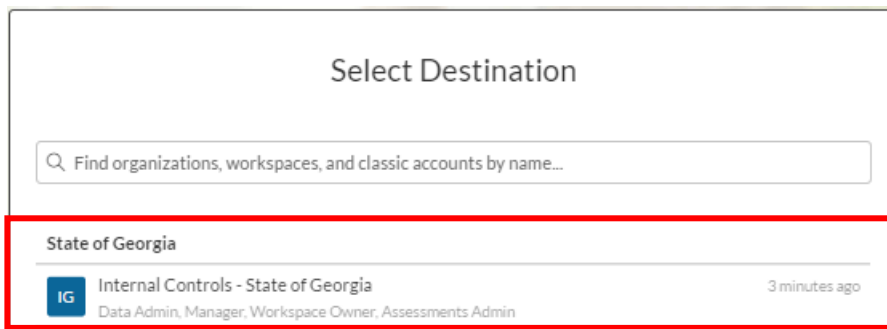 Select Destination
Find organizations, workspaces, and classic accounts by name...
State of Georgia
IG
Internal Controls - State of Georgia
3 minutes ago
Data Admin, Manager, Workspace Owner, Assessments Admin